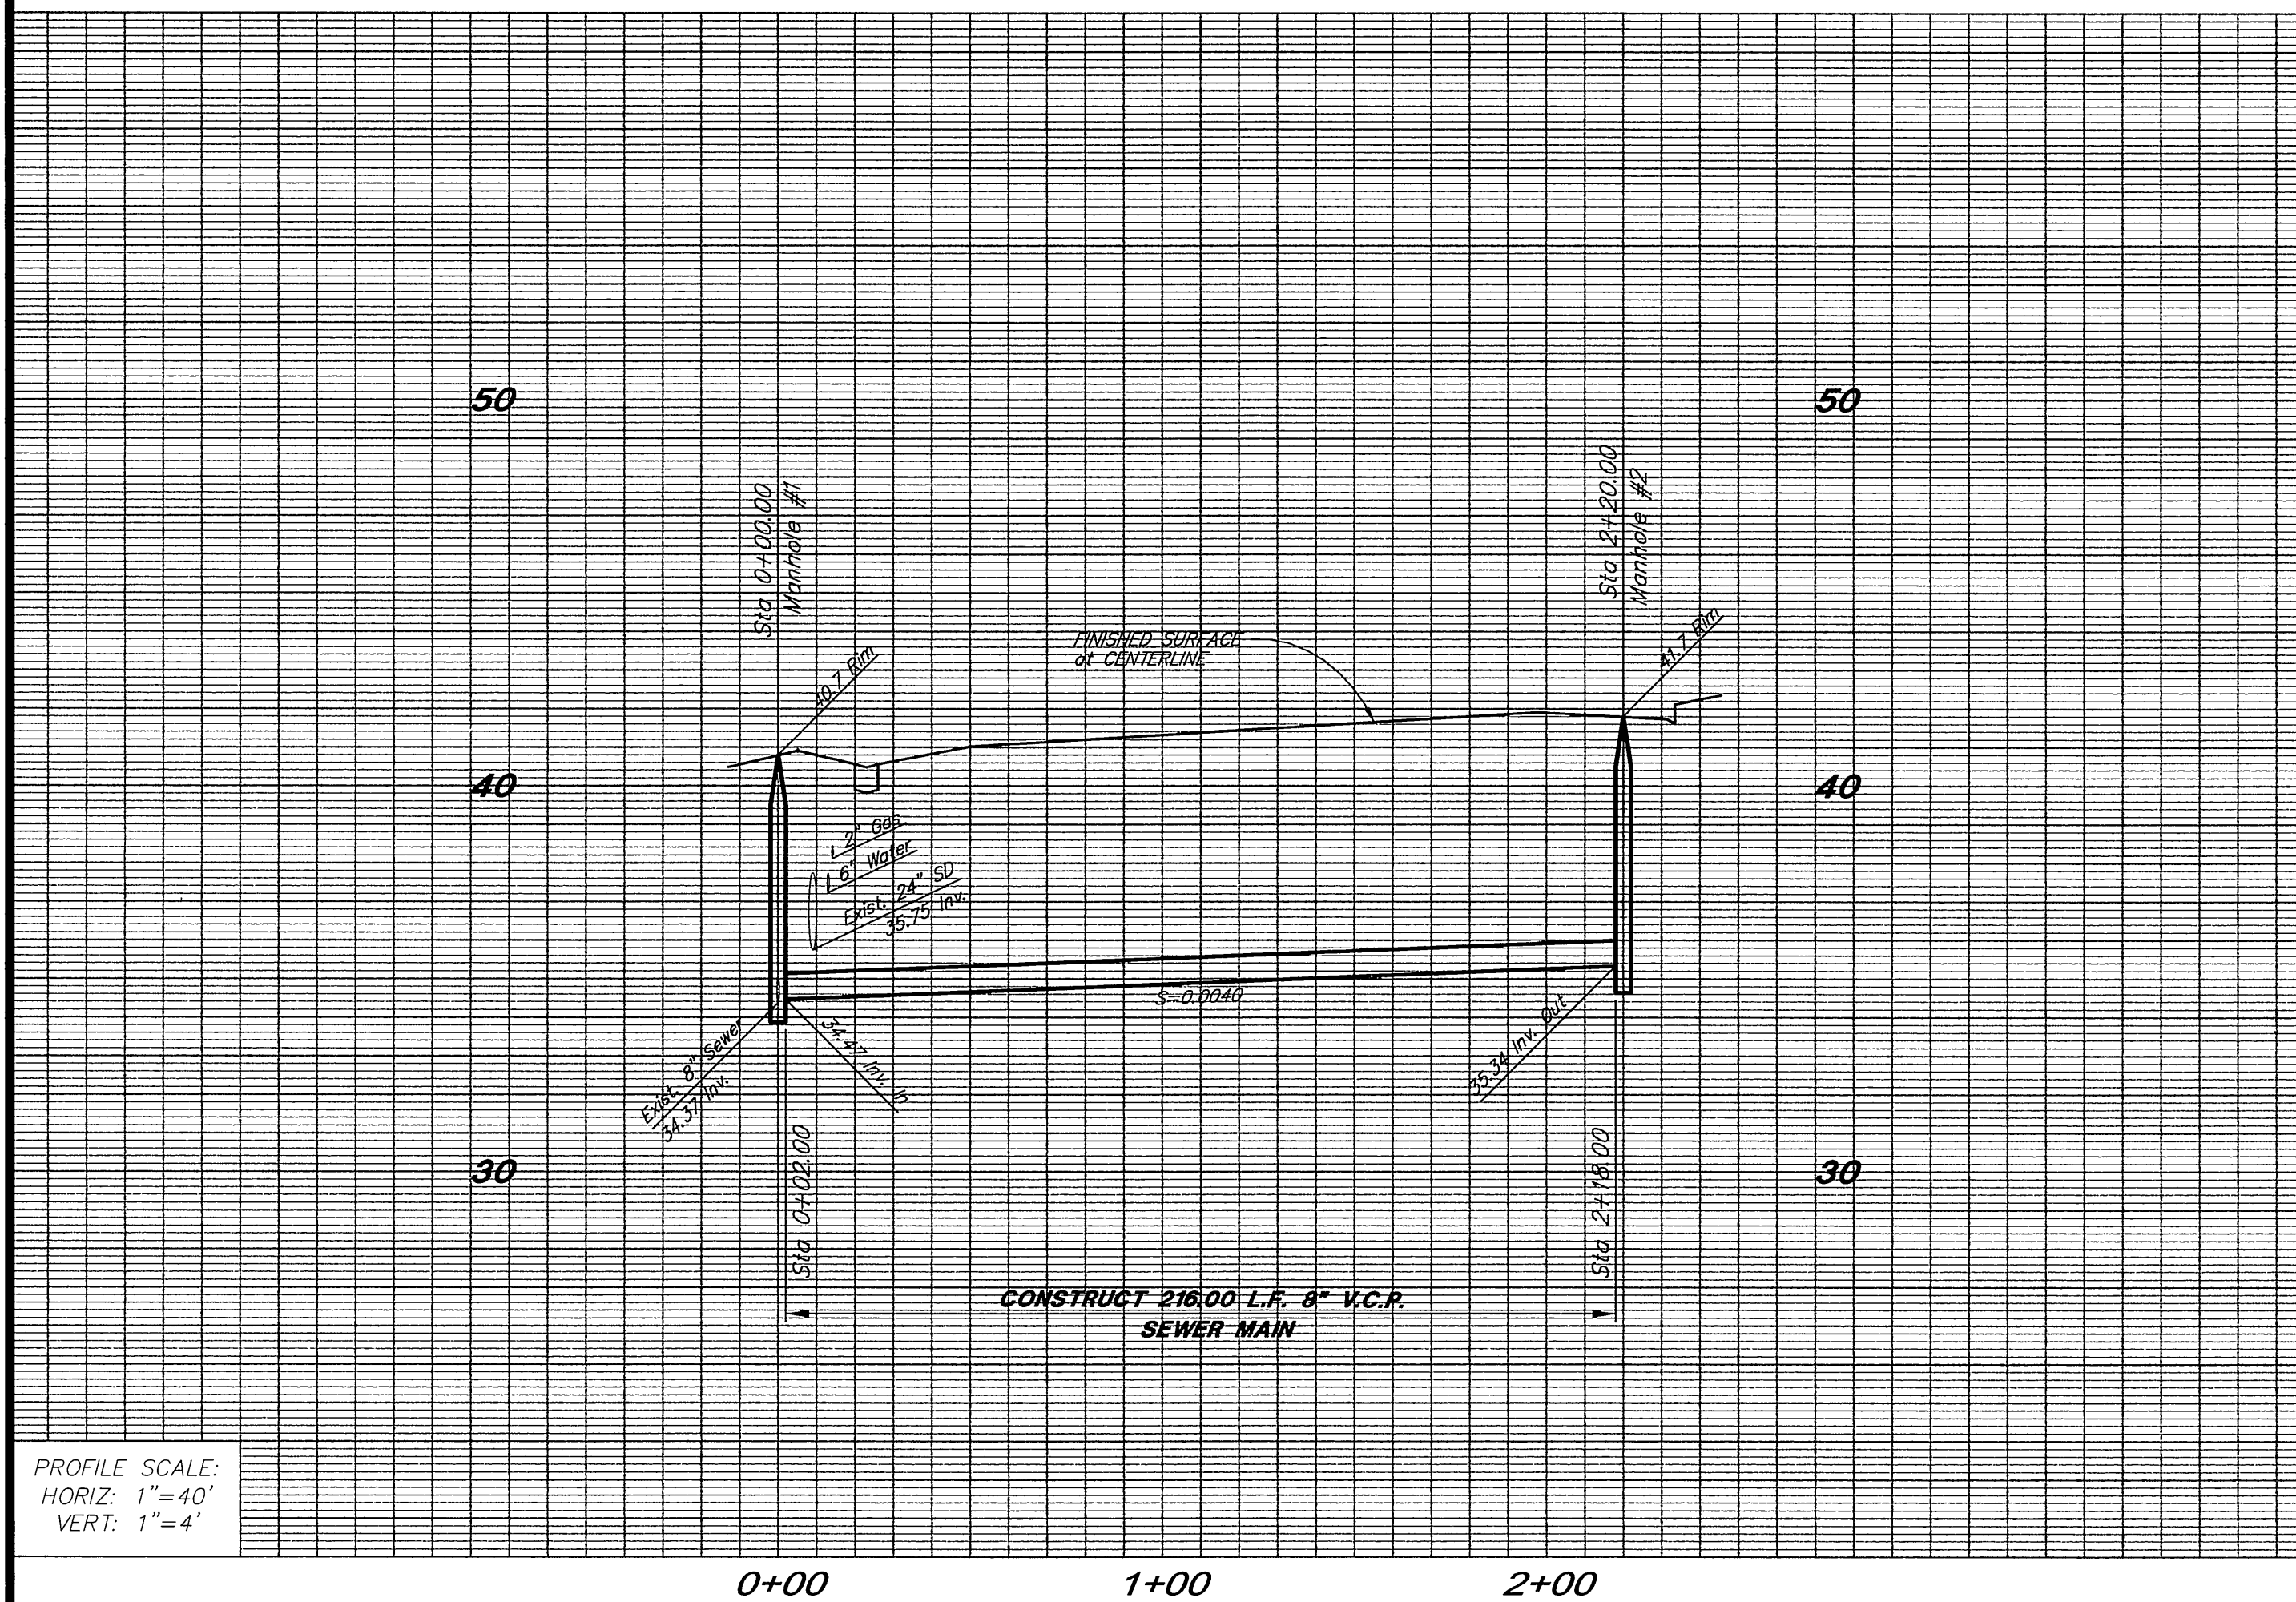 50
50
Sta 0+00.00
Manhole #1
Sta 2+20.00
Manhole #2
40.7 Rim
FINISHED SURFACE
at CENTERLINE
41.7 Rim
40
40
2" Gas
6" Water
Exist. 24" SD
35.75 Inv.
S=0.0040
Exist. 8" Sewer
34.37 Inv.
34.47 Inv. In
35.34 Inv. Out
30
30
Sta 0+02.00
Sta 2+18.00
CONSTRUCT 216.00 L.F. 8" V.C.P.
SEWER MAIN
PROFILE SCALE:
HORIZ: 1"=40'
VERT: 1"=4'
0+00
1+00
2+00